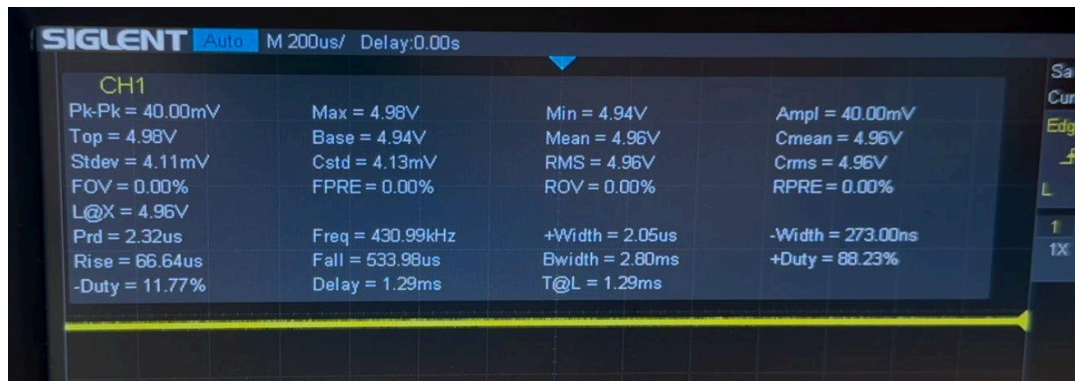 SIGLENT Auto M 200us/ Delay:0.00s
CH1
Pk-Pk = 40.00mV Max = 4.98V Min = 4.94V Ampl = 40.00mV
Top = 4.98V Base = 4.94V Mean = 4.96V Cmean = 4.96V
Stdev = 4.11mV Cstd = 4.13mV RMS = 4.96V Crms = 4.96V
FOV = 0.00% FPRE = 0.00% ROV = 0.00% RPRE = 0.00%
L@X = 4.96V
Prd = 2.32us Freq = 430.99kHz +Width = 2.05us -Width = 273.00ns
Rise = 66.64us Fall = 533.98us Bwidth = 2.80ms +Duty = 88.23%
-Duty = 11.77% Delay = 1.29ms T@L = 1.29ms
Sa
Cur
Edg
L
1
1X